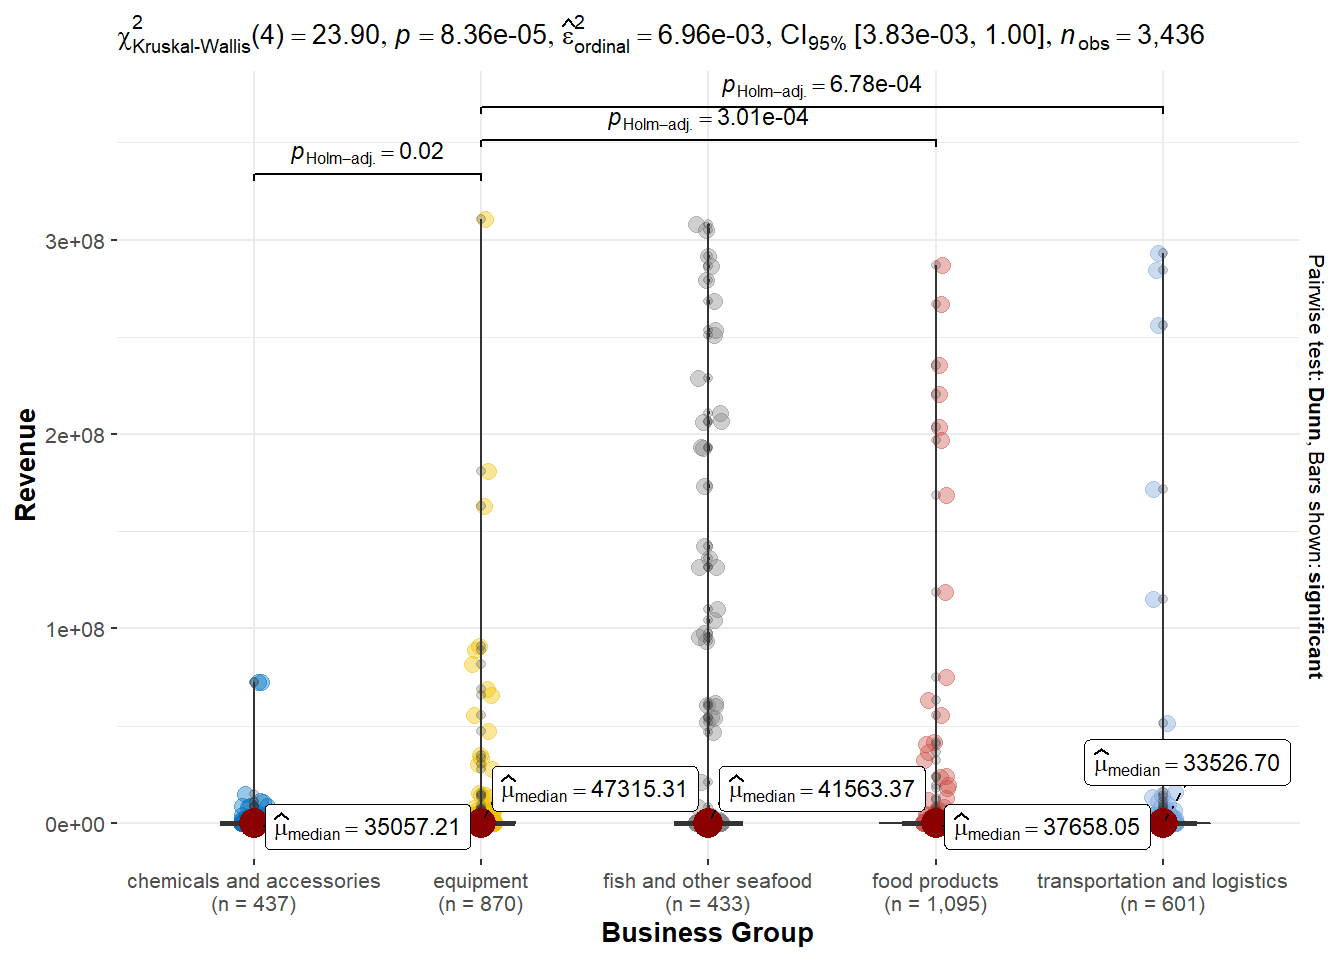 χ²Kruskal-Wallis(4) = 23.90, p = 8.36e-05, ε̂²ordinal = 6.96e-03, CI95% [3.83e-03, 1.00], nobs = 3,436
pHolm−adj. = 6.78e-04
pHolm−adj. = 3.01e-04
pHolm−adj. = 0.02
3e+08
2e+08
1e+08
0e+00
Revenue
μ̂median = 35057.21
μ̂median = 47315.31
μ̂median = 41563.37
μ̂median = 37658.05
μ̂median = 33526.70
Pairwise test: Dunn, Bars shown: significant
chemicals and accessories
(n = 437)
equipment
(n = 870)
fish and other seafood
(n = 433)
food products
(n = 1,095)
transportation and logistics
(n = 601)
Business Group